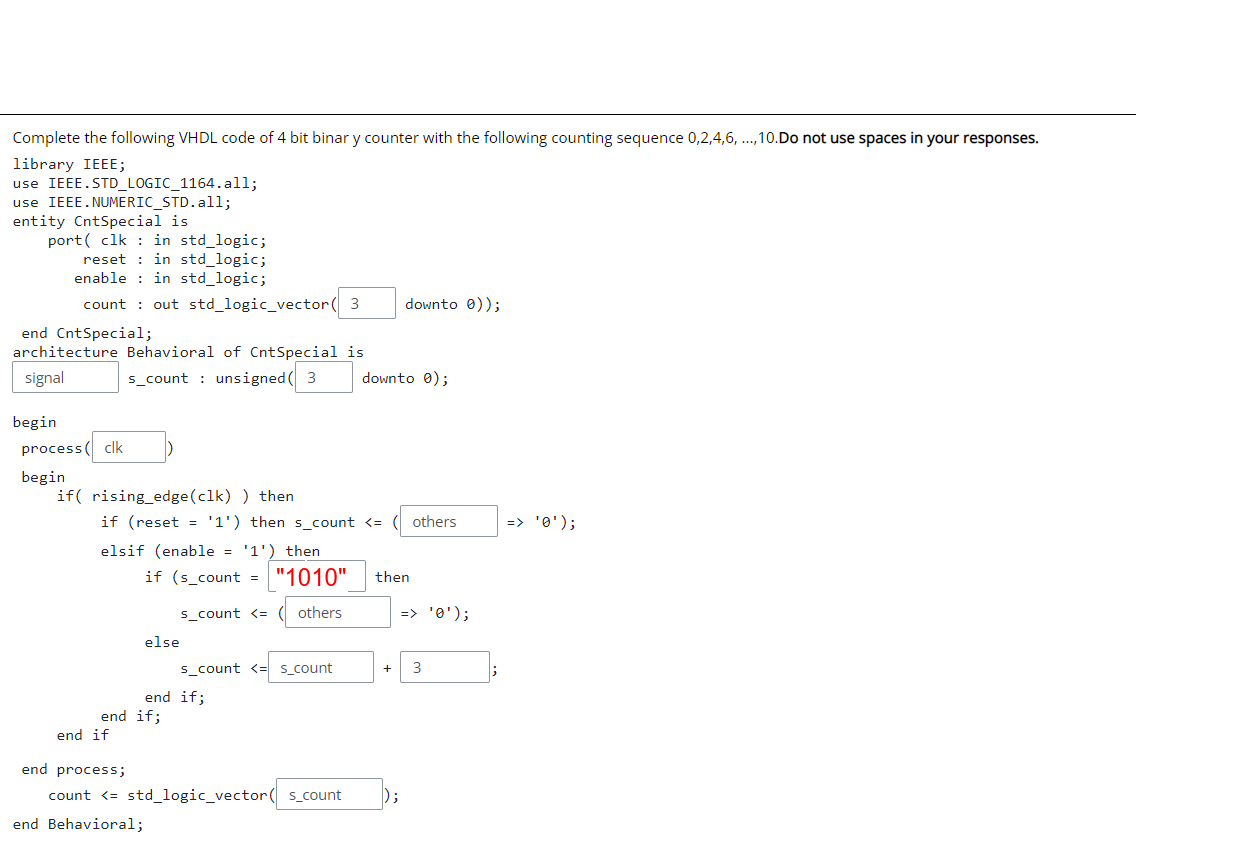 Complete the following VHDL code of 4 bit binar y counter with the following counting sequence 0,2,4,6, ...,10.Do not use spaces in your responses.
library IEEE;
use IEEE.STD_LOGIC_1164.all;
use IEEE.NUMERIC_STD.all;
entity CntSpecial is
port( clk : in std_logic;
reset : in std_logic;
enable : in std_logic;
count : out std_logic_vector( 3 downto 0));
end CntSpecial;
architecture Behavioral of CntSpecial is
signal s_count : unsigned( 3 downto 0);
begin
process( clk )
begin
if( rising_edge(clk) ) then
if (reset = '1') then s_count <= ( others => '0');
elsif (enable = '1') then
if (s_count = "1010" then
s_count <= ( others => '0');
else
s_count <= s_count + 3 ;
end if;
end if;
end if
end process;
count <= std_logic_vector( s_count );
end Behavioral;